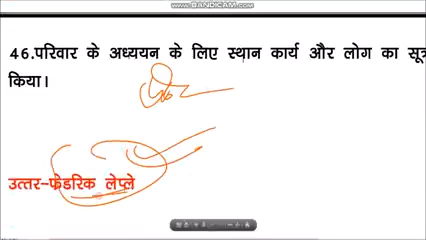 www.BANDICAM.com
46.परिवार के अध्ययन के लिए स्थान कार्य और लोग का सूत्र
किया।
उत्तर-फेडरिक लेप्ले